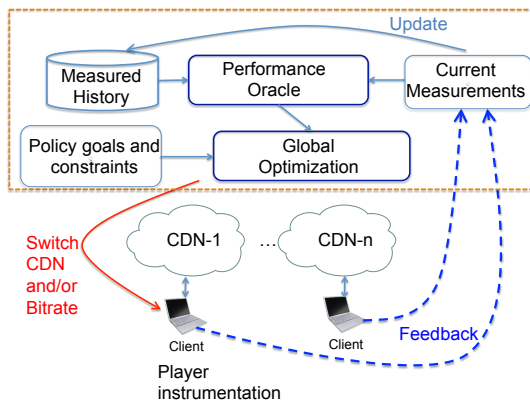 Update
Measured
History
Performance
Oracle
Current
Measurements
Policy goals and
constraints
Global
Optimization
Switch
CDN
and/or
Bitrate
CDN-1
...
CDN-n
Client
Client
Feedback
Player
instrumentation